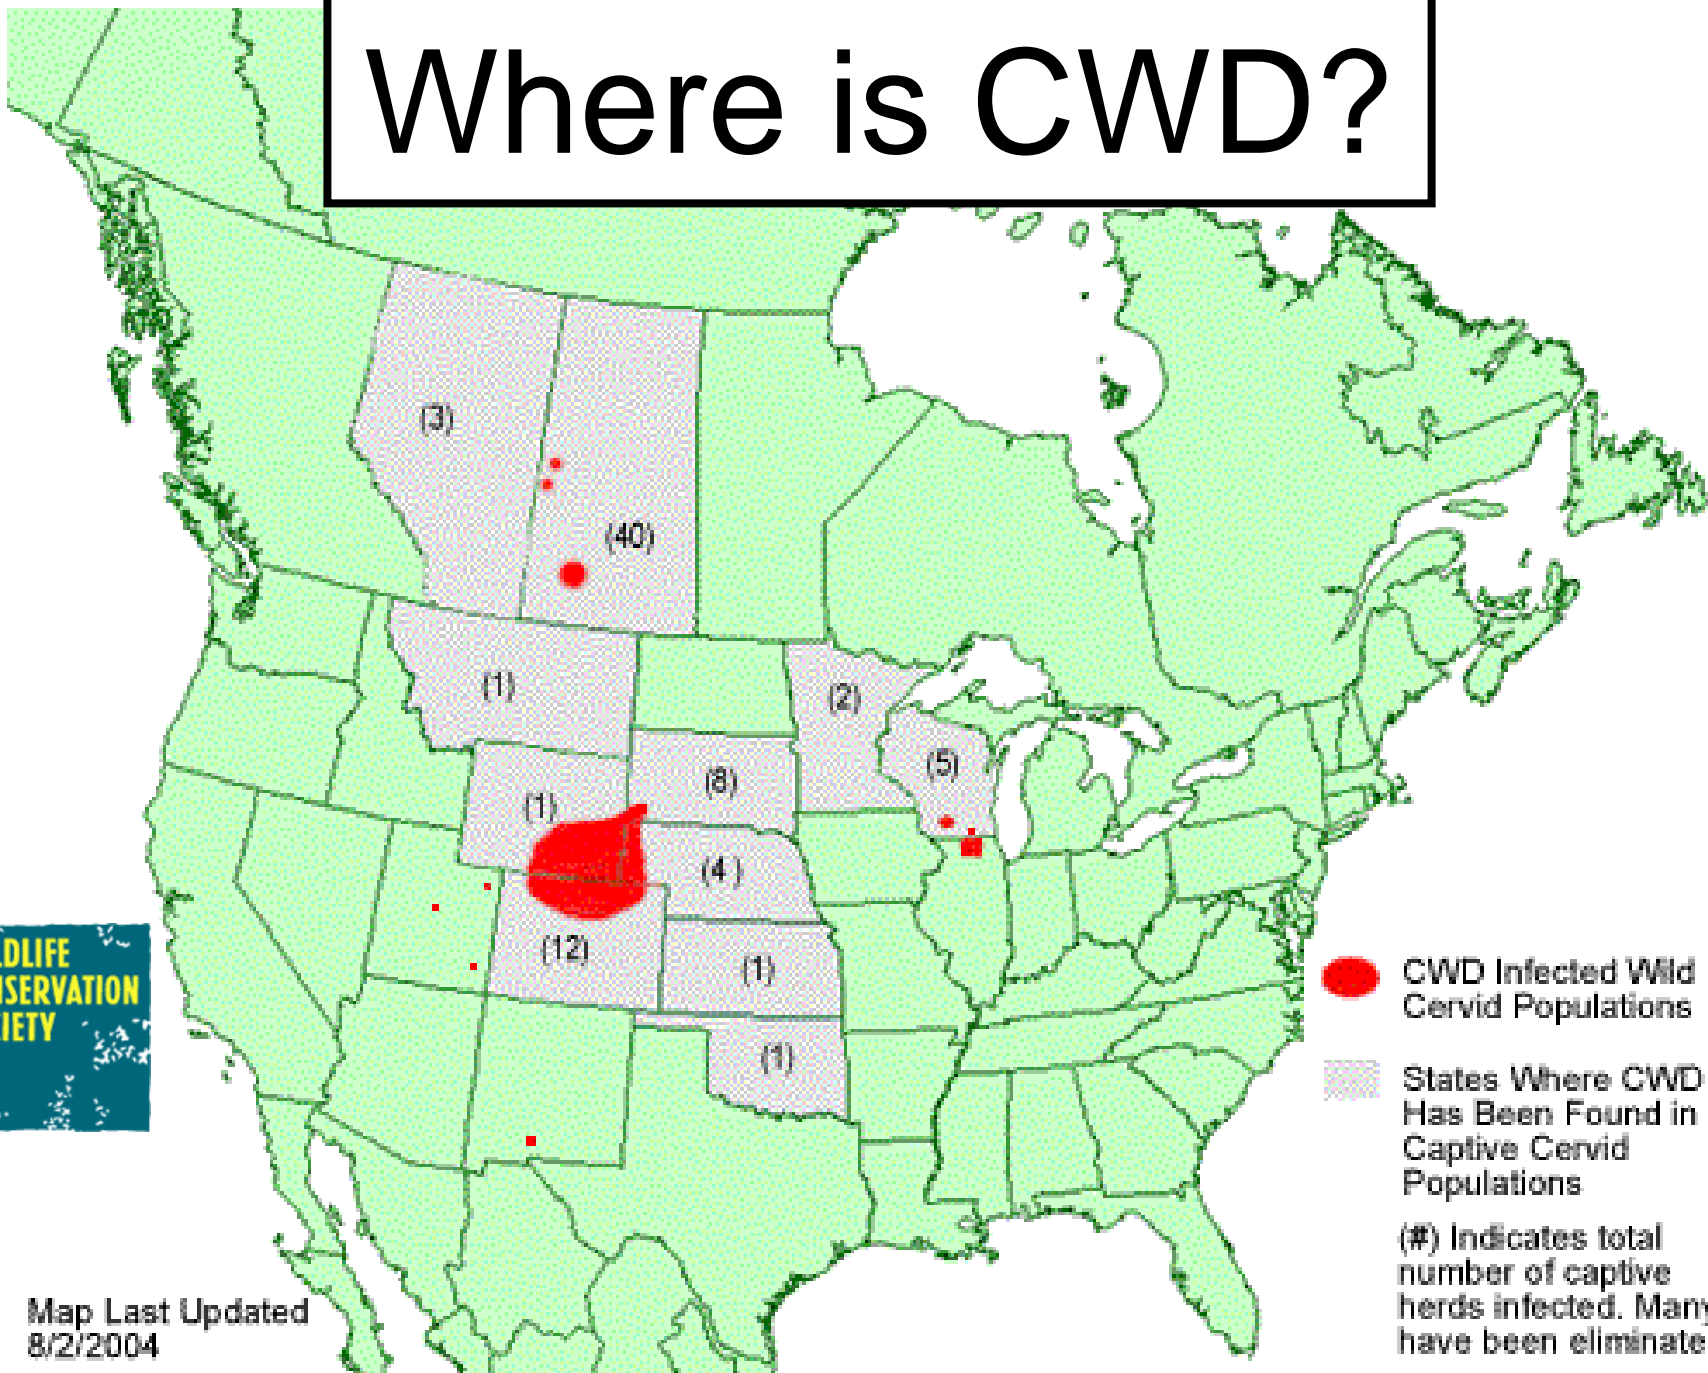 Where is CWD?
(3)
(40)
(1)
(2)
(5)
(8)
(1)
(4 )
(12)
(1)
(1)
DLIFE
SERVATION
IETY
CWD Infected Wild
Cervid Populations
States Where CWD
Has Been Found in
Captive Cervid
Populations
(#) Indicates total
number of captive
herds infected. Many
have been eliminate
Map Last Updated
8/2/2004